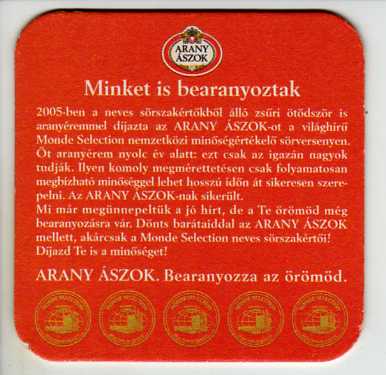 ARANY
ÁSZOK
Minket is bearanyoztak
2005-ben a neves sörszakértőkből álló zsűri ötödször is
aranyéremmel díjazta az ARANY ÁSZOK-ot a világhírű
Monde Selection nemzetközi minőségértékelő sörversenyen.
Öt aranyérem nyolc év alatt: ezt csak az igazán nagyok
tudják. Ilyen komoly megmérettetésen csak folyamatosan
megbízható minőséggel lehet hosszú időn át sikeresen szere-
pelni. Az ARANY ÁSZOK-nak sikerült.
Mi már megünnepeltük a jó hírt, de a Te örömöd még
bearanyozásra vár. Dönts barátaiddal az ARANY ÁSZOK
mellett, akárcsak a Monde Selection neves sörszakértői!
Díjazd Te is a minőséget!
ARANY ÁSZOK. Bearanyozza az örömöd.